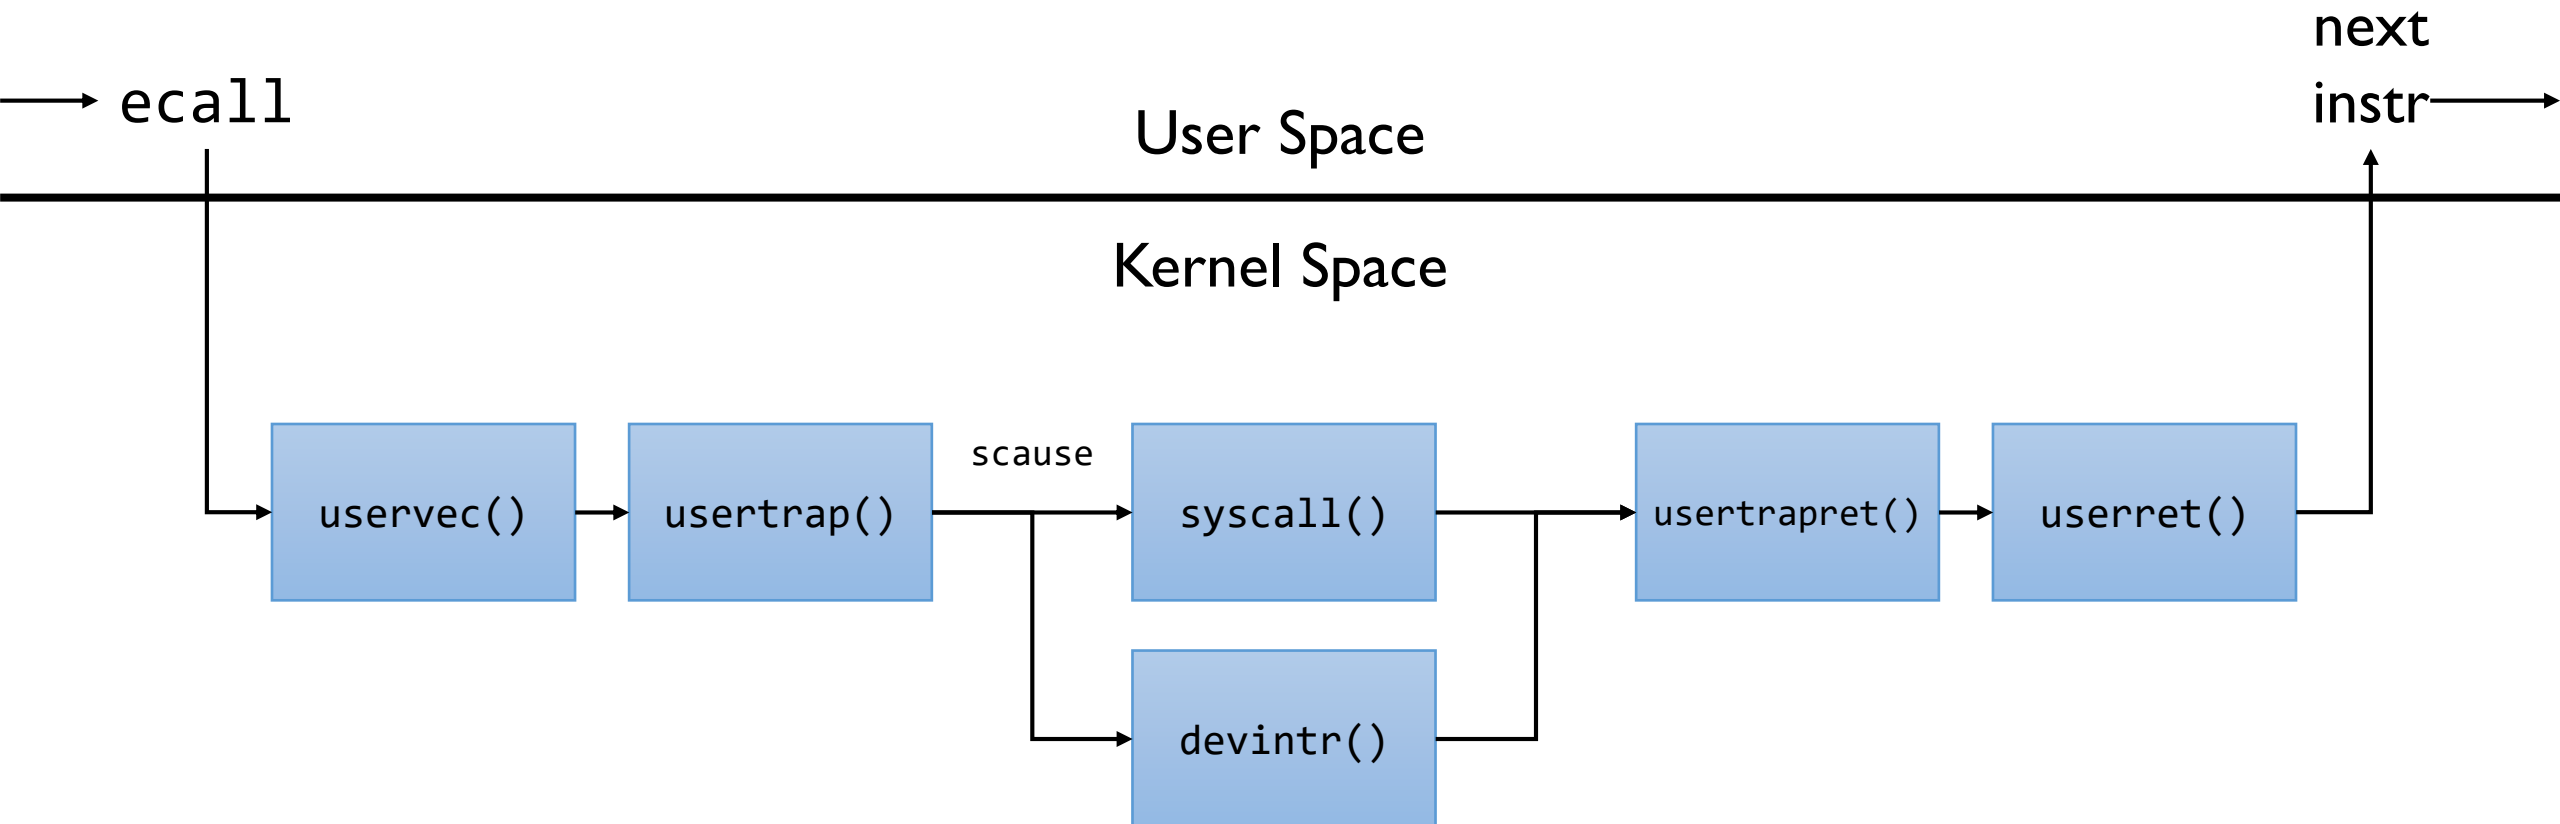 next
ecall
instr
User Space
Kernel Space
scause
uservec()
usertrap()
syscall()
usertrapret()
userret()
devintr()